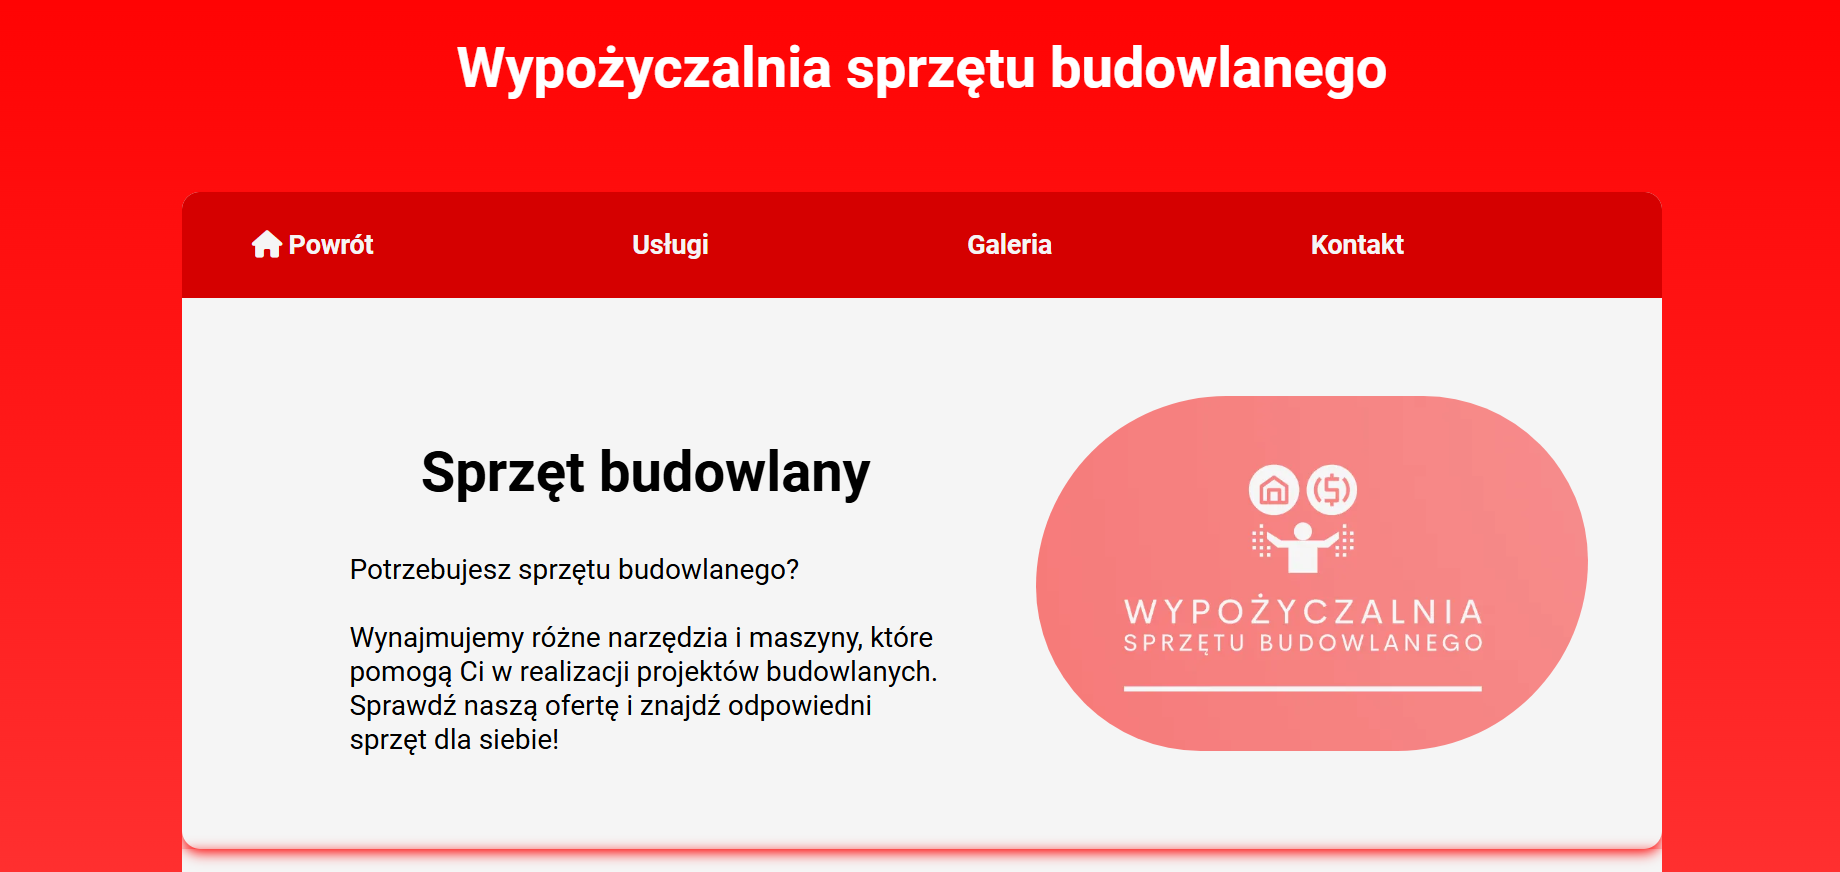 Wypożyczalnia sprzętu budowlanego
Powrót
Usługi
Galeria
Kontakt
Sprzęt budowlany
Potrzebujesz sprzętu budowlanego?
Wynajmujemy różne narzędzia i maszyny, które
pomogą Ci w realizacji projektów budowlanych.
Sprawdź naszą ofertę i znajdź odpowiedni
sprzęt dla siebie!
WYPOŻYCZALNIA
SPRZĘTU BUDOWLANEGO